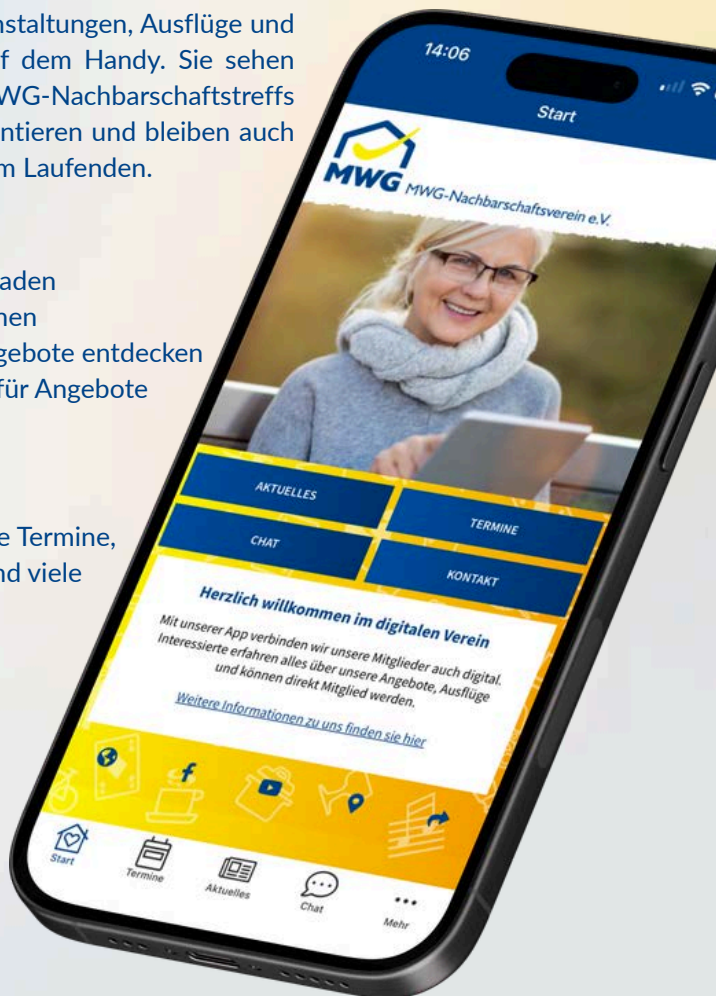 staltungen, Ausflüge und
f dem Handy. Sie sehen
WG-Nachbarschaftstreffs
ntieren und bleiben auch
m Laufenden.
aden
nen
gebote entdecken
für Angebote
e Termine,
nd viele
14:06
Start
MWG MWG-Nachbarschaftsverein e.V.
AKTUELLES
TERMINE
CHAT
KONTAKT
Herzlich willkommen im digitalen Verein
Mit unserer App verbinden wir unsere Mitglieder auch digital.
Interessierte erfahren alles über unsere Angebote, Ausflüge
und können direkt Mitglied werden.
Weitere Informationen zu uns finden sie hier
Start
Termine
Aktuelles
Chat
Mehr